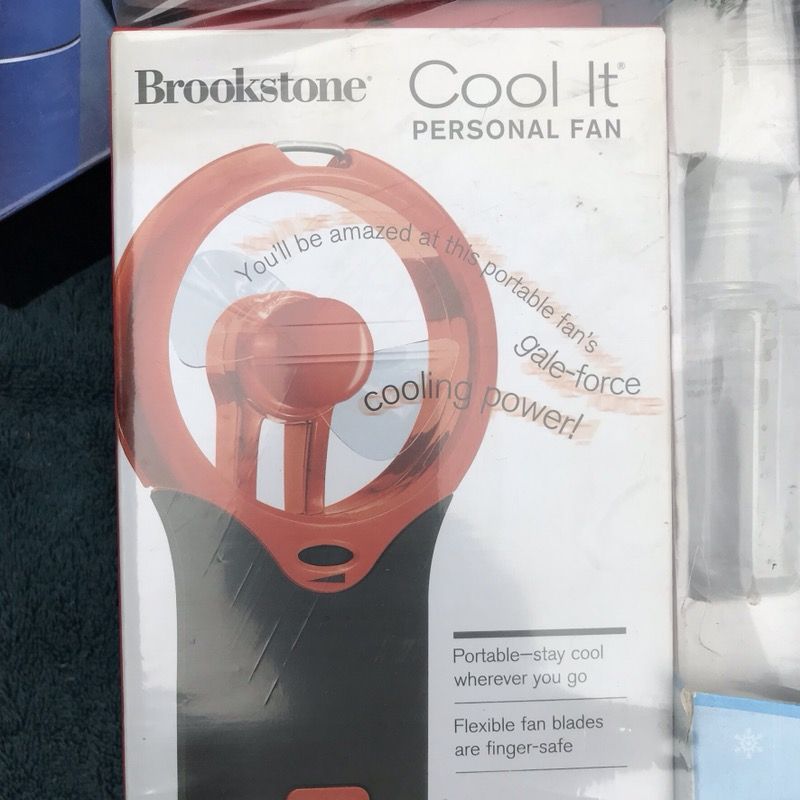 Brookstone® Cool It®
PERSONAL FAN
You'll be amazed at this portable fan's
gale-force
cooling power!
Portable—stay cool
wherever you go
Flexible fan blades
are finger-safe